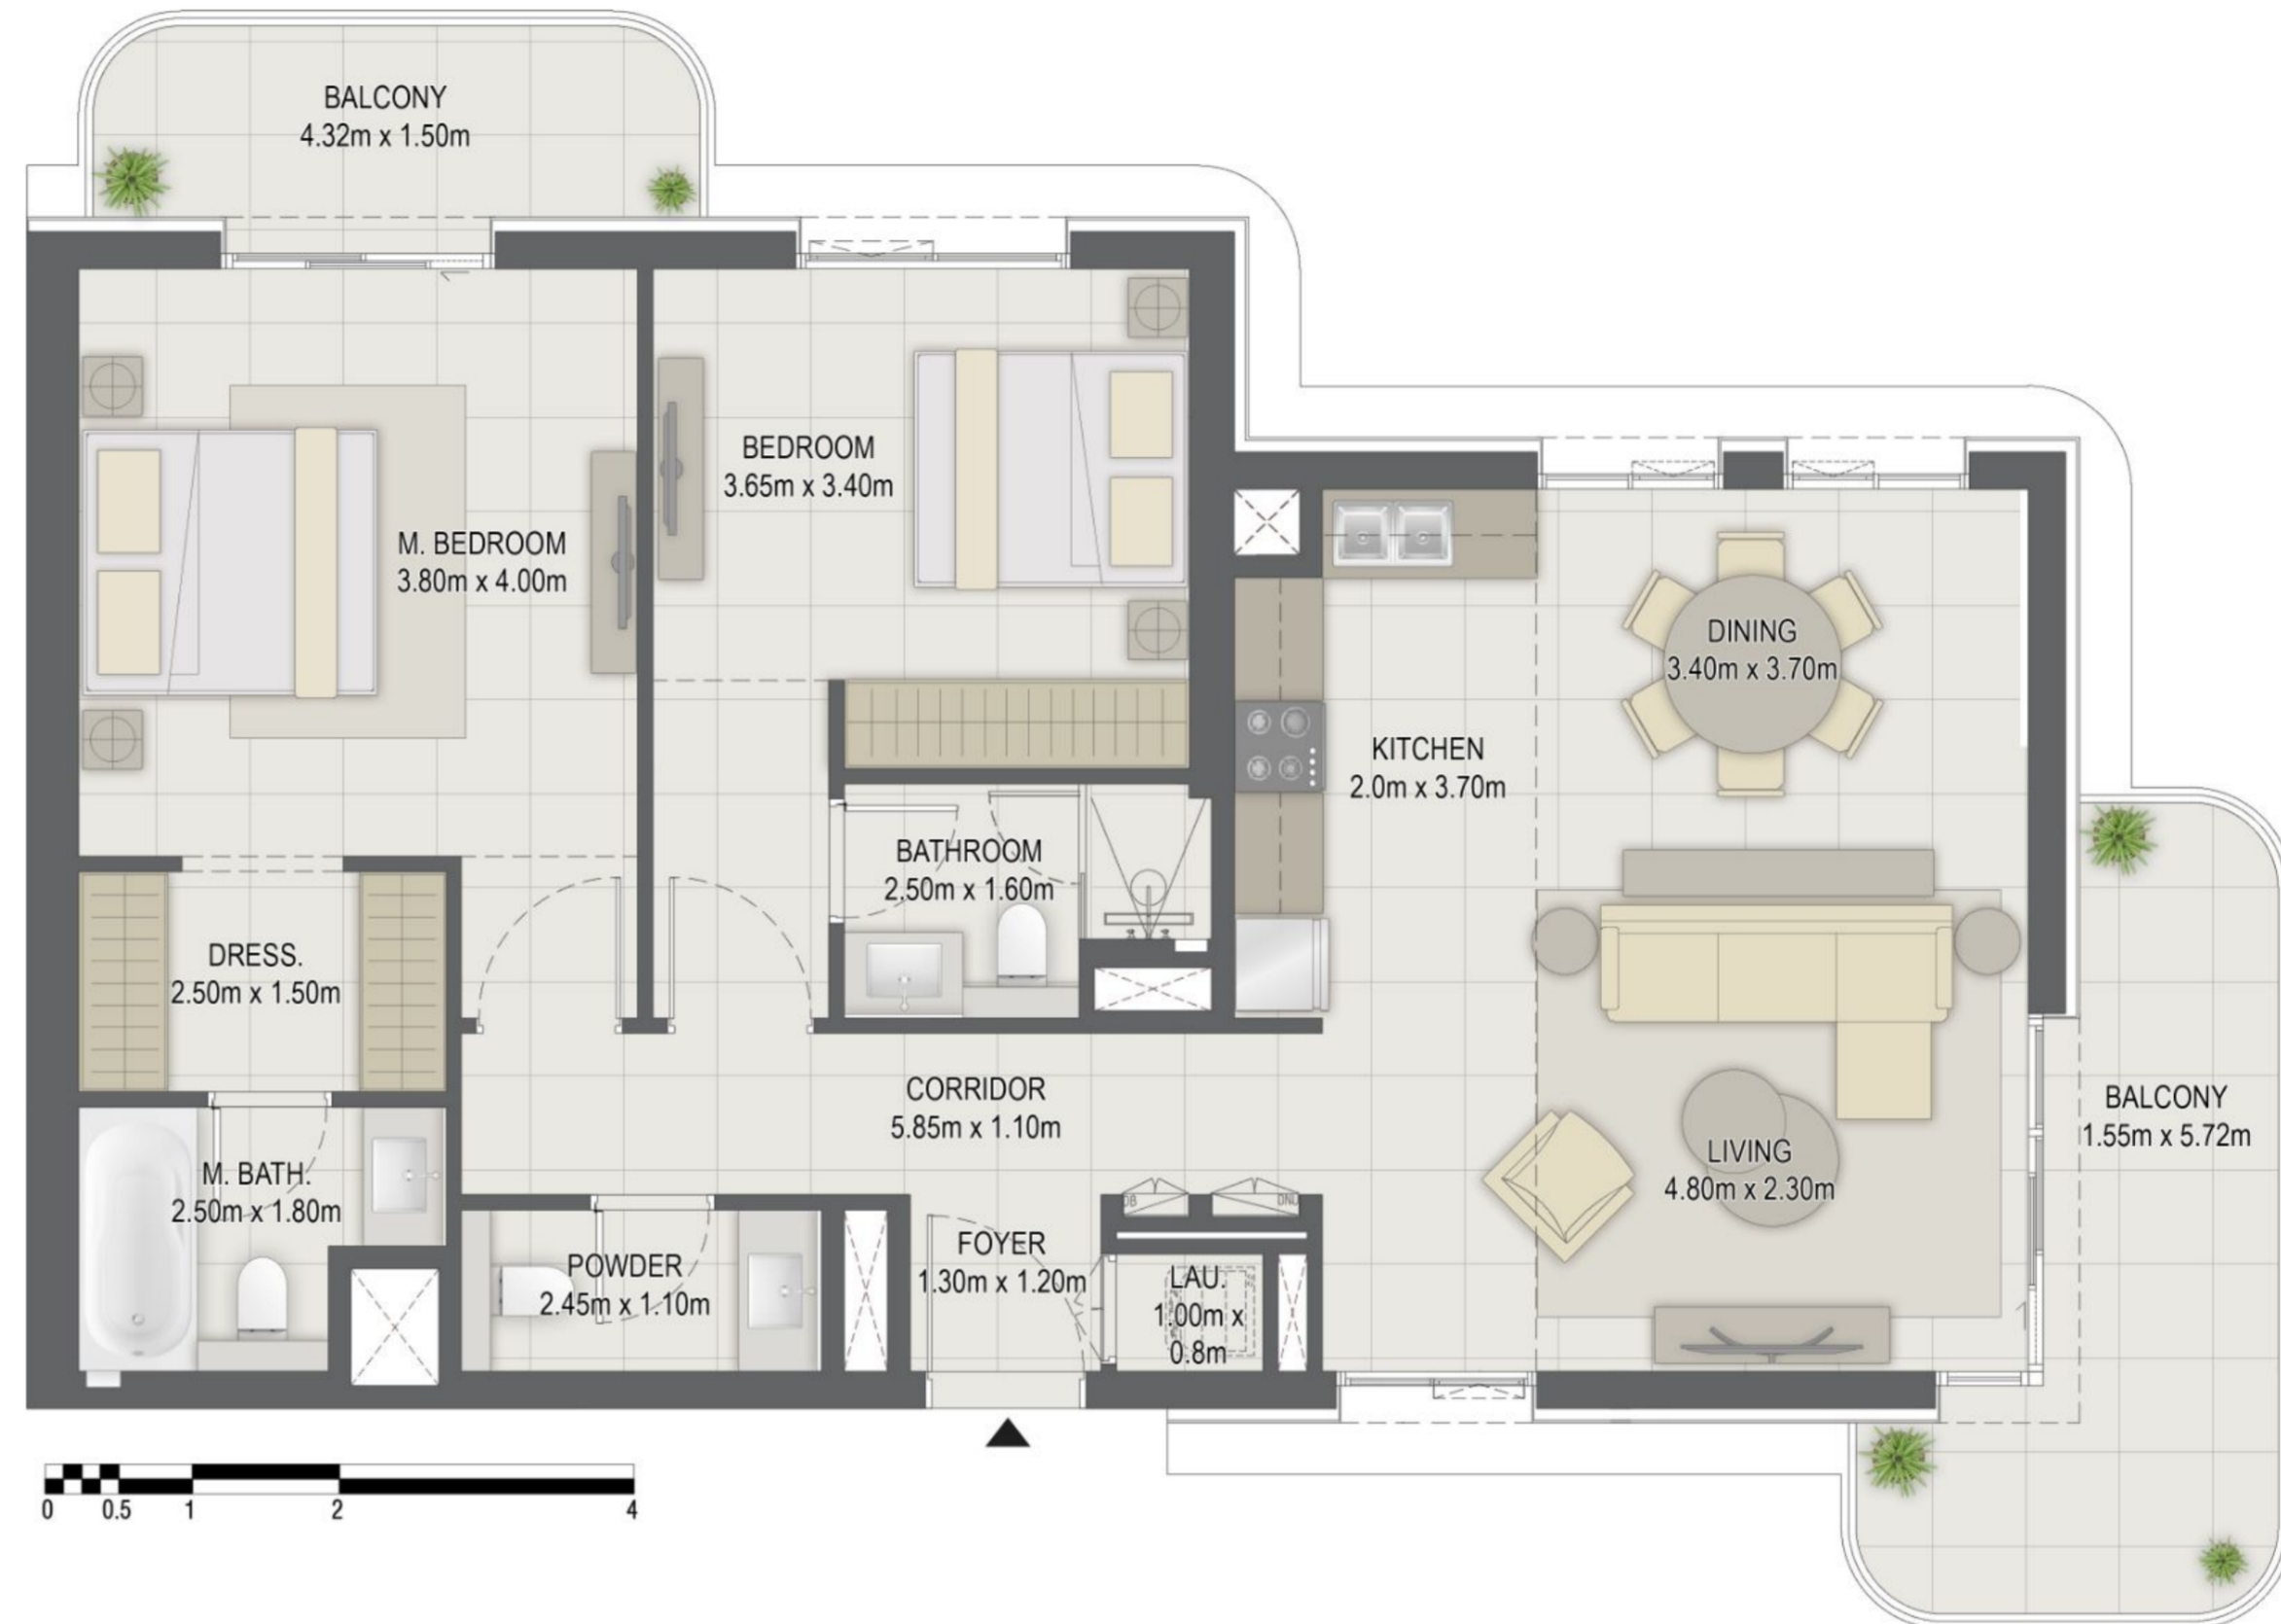 BALCONY
4.32m x 1.50m
BEDROOM
3.65m x 3.40m
M. BEDROOM
3.80m x 4.00m
DINING
3.40m x 3.70m
KITCHEN
2.0m x 3.70m
BATHROOM
2.50m x 1.60m
DRESS.
2.50m x 1.50m
CORRIDOR
5.85m x 1.10m
BALCONY
1.55m x 5.72m
LIVING
4.80m x 2.30m
M. BATH.
2.50m x 1.80m
DB
POWDER
2.45m x 1.10m
FOYER
1.30m x 1.20m
LAU.
1.00m x
0.8m
0 0.5 1 2 4